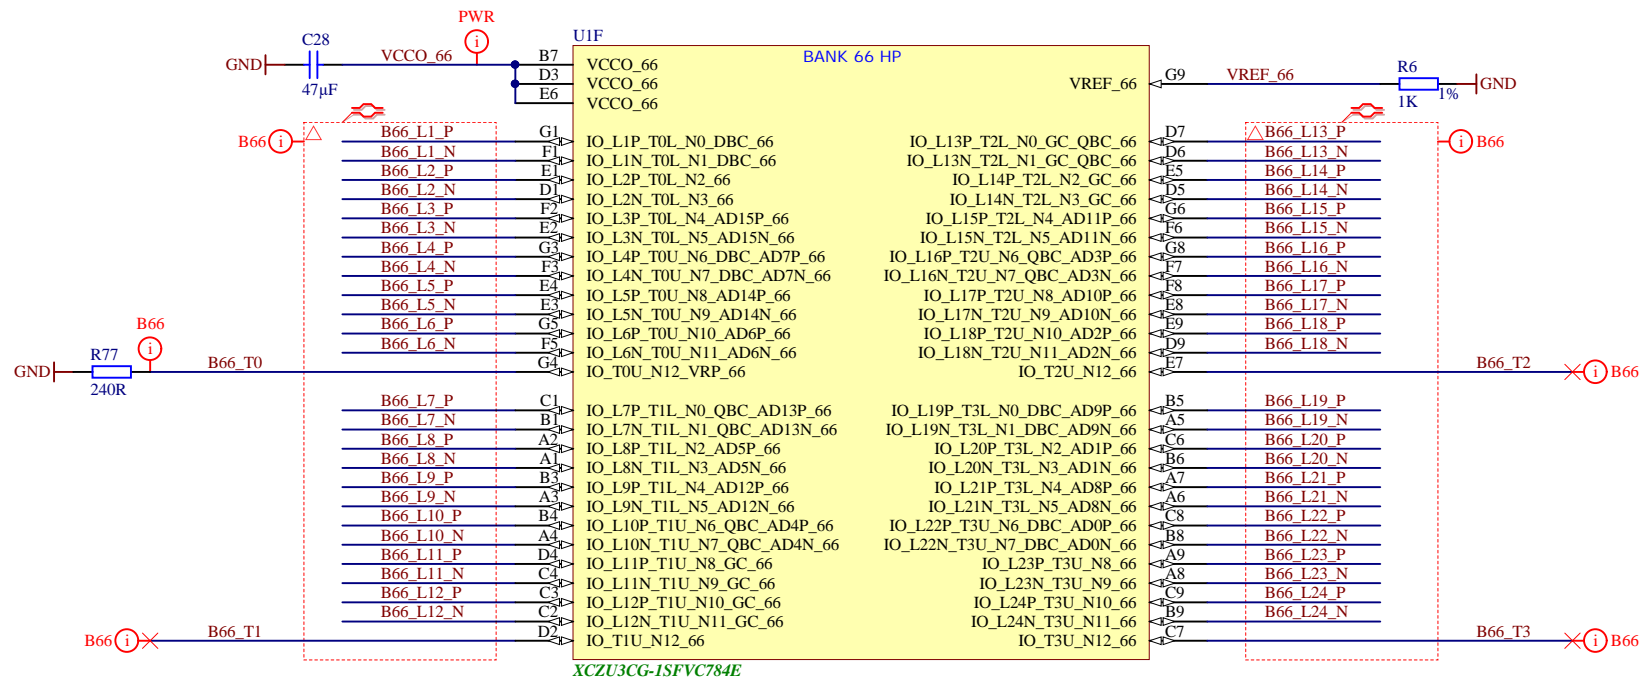 PWR
C28
GND
VCCO_66
47µF
U1F
BANK 66 HP
B7 VCCO_66
D3 VCCO_66
E6 VCCO_66
VREF_66 G9 VREF_66
R6
1K
1%
GND
B66
B66_L1_P G1 IO_L1P_T0L_N0_DBC_66
B66_L1_N F1 IO_L1N_T0L_N1_DBC_66
B66_L2_P E1 IO_L2P_T0L_N2_66
B66_L2_N D1 IO_L2N_T0L_N3_66
B66_L3_P F2 IO_L3P_T0L_N4_AD15P_66
B66_L3_N E2 IO_L3N_T0L_N5_AD15N_66
B66_L4_P G3 IO_L4P_T0U_N6_DBC_AD7P_66
B66_L4_N F3 IO_L4N_T0U_N7_DBC_AD7N_66
B66_L5_P E4 IO_L5P_T0U_N8_AD14P_66
B66_L5_N E3 IO_L5N_T0U_N9_AD14N_66
B66_L6_P G5 IO_L6P_T0U_N10_AD6P_66
B66_L6_N F5 IO_L6N_T0U_N11_AD6N_66
B66
R77
GND
240R
B66_T0 G4 IO_T0U_N12_VRP_66
B66_L7_P C1 IO_L7P_T1L_N0_QBC_AD13P_66
B66_L7_N B1 IO_L7N_T1L_N1_QBC_AD13N_66
B66_L8_P A2 IO_L8P_T1L_N2_AD5P_66
B66_L8_N A1 IO_L8N_T1L_N3_AD5N_66
B66_L9_P B3 IO_L9P_T1L_N4_AD12P_66
B66_L9_N A3 IO_L9N_T1L_N5_AD12N_66
B66_L10_P B4 IO_L10P_T1U_N6_QBC_AD4P_66
B66_L10_N A4 IO_L10N_T1U_N7_QBC_AD4N_66
B66_L11_P D4 IO_L11P_T1U_N8_GC_66
B66_L11_N C4 IO_L11N_T1U_N9_GC_66
B66_L12_P C3 IO_L12P_T1U_N10_GC_66
B66_L12_N C2 IO_L12N_T1U_N11_GC_66
B66 B66_T1 D2 IO_T1U_N12_66
IO_L13P_T2L_N0_GC_QBC_66 D7 B66_L13_P
B66
IO_L13N_T2L_N1_GC_QBC_66 D6 B66_L13_N
IO_L14P_T2L_N2_GC_66 E5 B66_L14_P
IO_L14N_T2L_N3_GC_66 D5 B66_L14_N
IO_L15P_T2L_N4_AD11P_66 G6 B66_L15_P
IO_L15N_T2L_N5_AD11N_66 F6 B66_L15_N
IO_L16P_T2U_N6_QBC_AD3P_66 G8 B66_L16_P
IO_L16N_T2U_N7_QBC_AD3N_66 F7 B66_L16_N
IO_L17P_T2U_N8_AD10P_66 F8 B66_L17_P
IO_L17N_T2U_N9_AD10N_66 E8 B66_L17_N
IO_L18P_T2U_N10_AD2P_66 E9 B66_L18_P
IO_L18N_T2U_N11_AD2N_66 D9 B66_L18_N
IO_T2U_N12_66 E7 B66_T2 B66
IO_L19P_T3L_N0_DBC_AD9P_66 B5 B66_L19_P
IO_L19N_T3L_N1_DBC_AD9N_66 A5 B66_L19_N
IO_L20P_T3L_N2_AD1P_66 C6 B66_L20_P
IO_L20N_T3L_N3_AD1N_66 B6 B66_L20_N
IO_L21P_T3L_N4_AD8P_66 A7 B66_L21_P
IO_L21N_T3L_N5_AD8N_66 A6 B66_L21_N
IO_L22P_T3U_N6_DBC_AD0P_66 C8 B66_L22_P
IO_L22N_T3U_N7_DBC_AD0N_66 B8 B66_L22_N
IO_L23P_T3U_N8_66 A9 B66_L23_P
IO_L23N_T3U_N9_66 A8 B66_L23_N
IO_L24P_T3U_N10_66 C9 B66_L24_P
IO_L24N_T3U_N11_66 B9 B66_L24_N
IO_T3U_N12_66 C7 B66_T3 B66
XCZU3CG-1SFVC784E